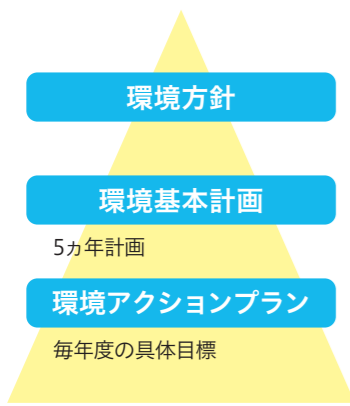 環境方針
環境基本計画
5ヵ年計画
環境アクションプラン
毎年度の具体目標